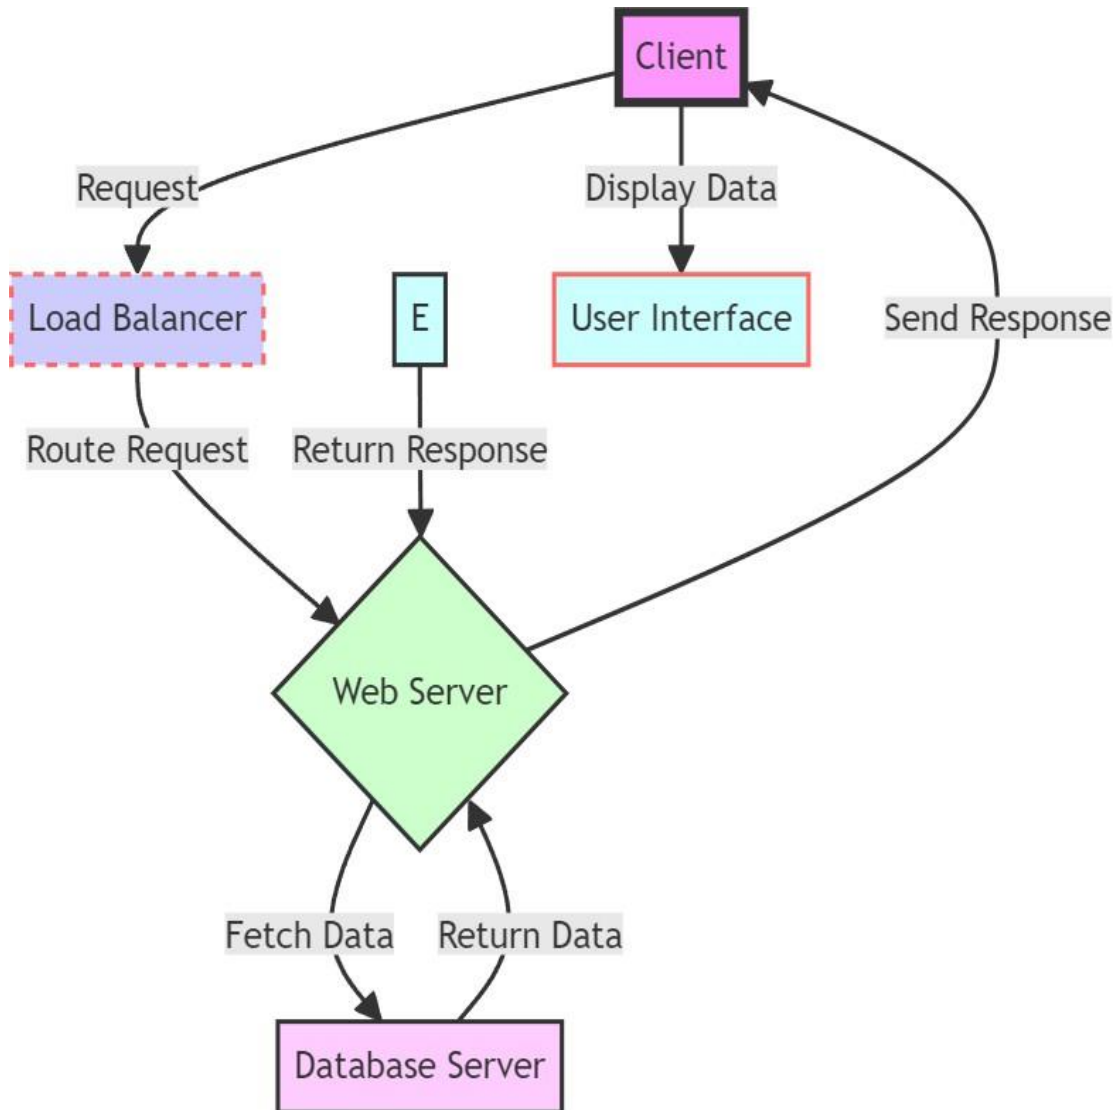 Client
Request
Display Data
Load Balancer
E
User Interface
Send Response
Route Request
Return Response
Web Server
Fetch Data
Return Data
Database Server